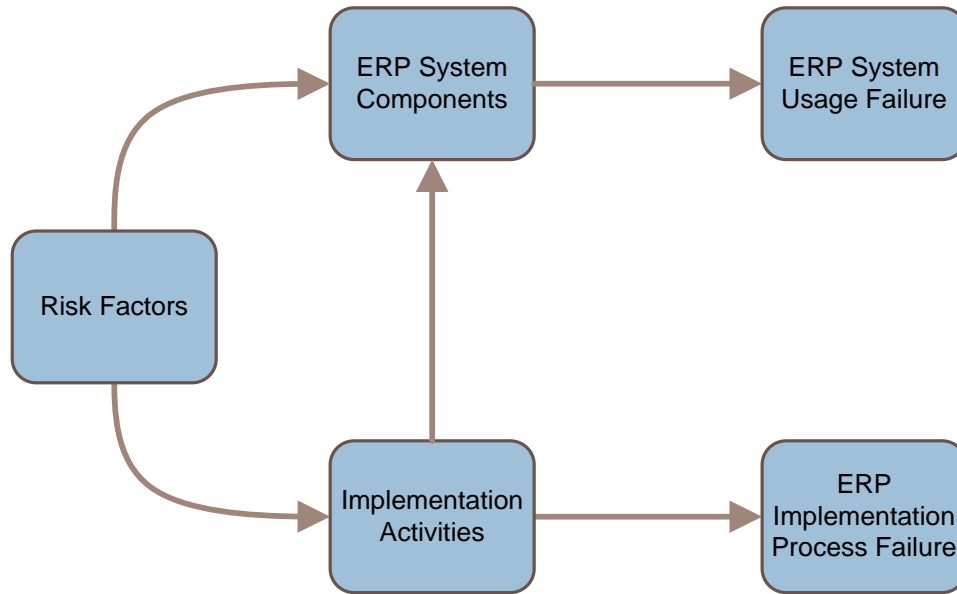 ERP System
Components
ERP System
Usage Failure
Risk Factors
Implementation
Activities
ERP
Implementation
Process Failure